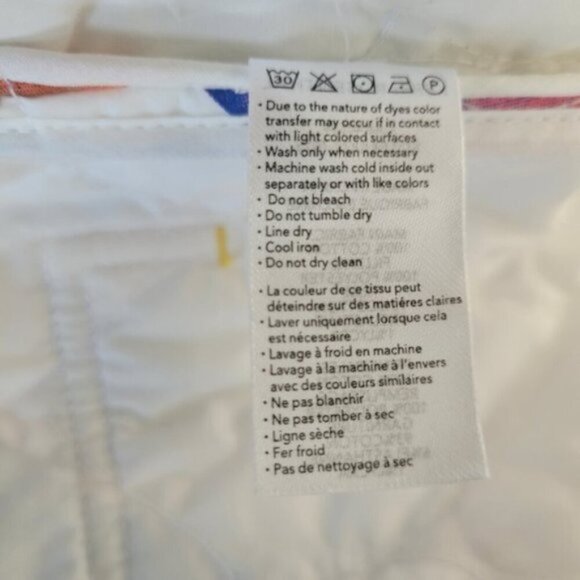 30 P
• Due to the nature of dyes color
transfer may occur if in contact
with light colored surfaces
• Wash only when necessary
• Machine wash cold inside out
separately or with like colors
• Do not bleach
• Do not tumble dry
• Line dry
• Cool iron
• Do not dry clean
• La couleur de ce tissu peut
déteindre sur des matières claires
• Laver uniquement lorsque cela
est nécessaire
• Lavage à froid en machine
• Lavage à la machine à l'envers
avec des couleurs similaires
• Ne pas blanchir
• Ne pas tomber à sec
• Ligne sèche
• Fer froid
• Pas de nettoyage à sec